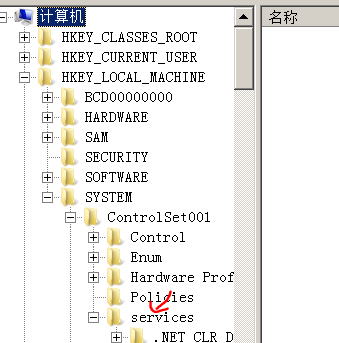 计算机
名称
HKEY_CLASSES_ROOT
HKEY_CURRENT_USER
HKEY_LOCAL_MACHINE
BCD00000000
HARDWARE
SAM
SECURITY
SOFTWARE
SYSTEM
ControlSet001
Control
Enum
Hardware Prof
Policies
services
.NET CLR D